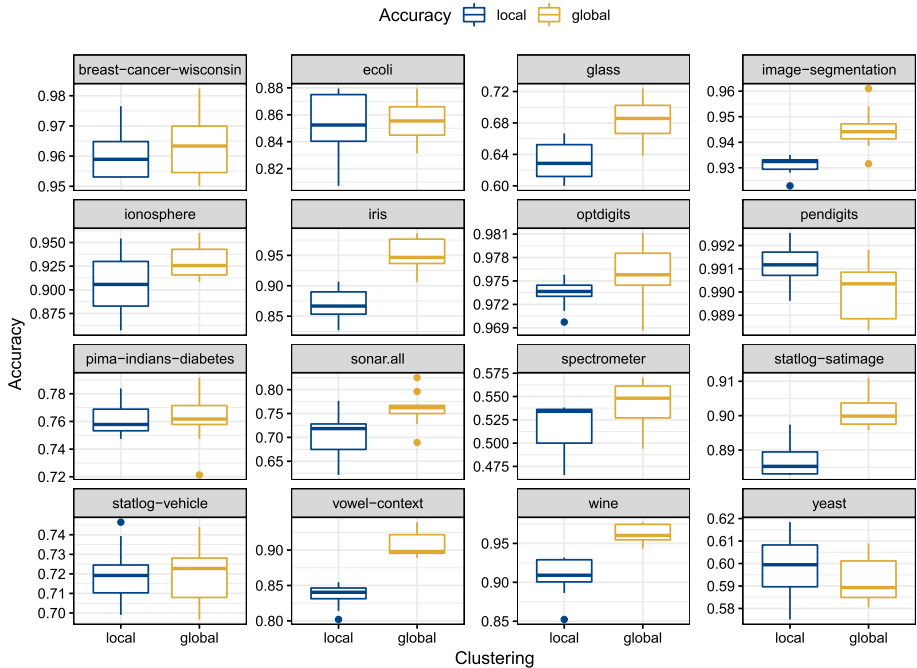 Accuracy local global
breast−cancer−wisconsin ecoli glass image−segmentation
0.98 0.97 0.96 0.95
0.88 0.86 0.84 0.82
0.72 0.68 0.64 0.60
0.96 0.95 0.94 0.93
ionosphere iris optdigits pendigits
0.950 0.925 0.900 0.875
0.95 0.90 0.85
0.981 0.978 0.975 0.972 0.969
0.992 0.991 0.990 0.989
pima−indians−diabetes sonar.all spectrometer statlog−satimage
0.78 0.76 0.74 0.72
0.80 0.75 0.70 0.65
0.575 0.550 0.525 0.500 0.475
0.91 0.90 0.89
statlog−vehicle vowel−context wine yeast
0.74 0.73 0.72 0.71 0.70
0.90 0.85 0.80
0.95 0.90 0.85
0.62 0.61 0.60 0.59 0.58
local global local global local global local global
Accuracy
Clustering